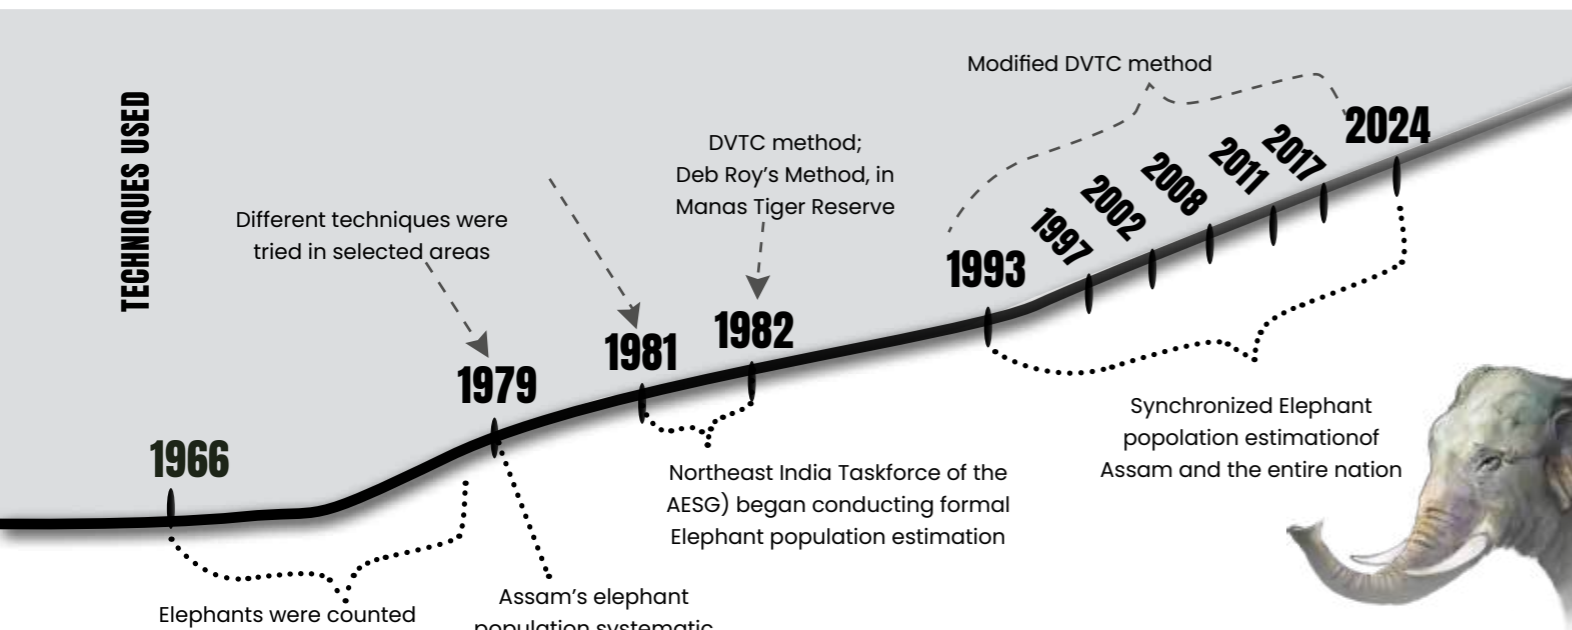 TECHNIQUES USED
Modified DVTC method
DVTC method;
Deb Roy's Method, in
Manas Tiger Reserve
Different techniques were
tried in selected areas
1966
1979
1981
1982
1993
1997
2002
2008
2011
2017
2024
Synchronized Elephant
popolation estimationof
Assam and the entire nation
Northeast India Taskforce of the
AESG) began conducting formal
Elephant population estimation
Elephants were counted
Assam's elephant
population systematic